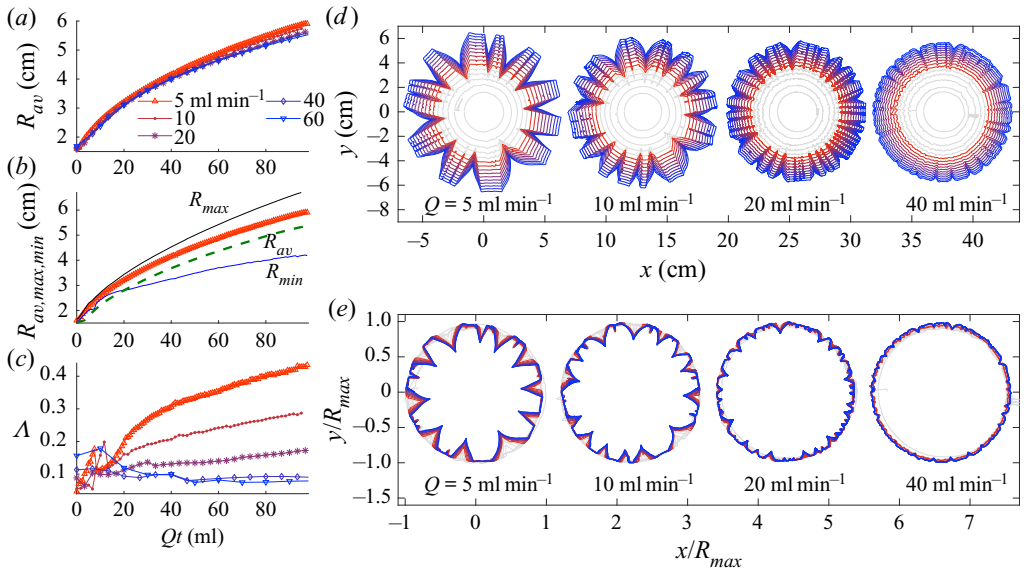 (a)
6
5
4
3
2
R_av (cm)
5 ml min⁻¹
10
20
40
60
0 20 40 60 80
(b)
6
5
4
3
2
R_av,max,min (cm)
R_max
R_av
R_min
0 20 40 60 80
(c)
0.4
0.3
0.2
0.1
Λ
0 20 40 60 80
Qt (ml)
(d)
6
4
2
0
−2
−4
−6
−8
y (cm)
Q = 5 ml min⁻¹ 10 ml min⁻¹ 20 ml min⁻¹ 40 ml min⁻¹
−5 0 5 10 15 20 25 30 35 40
x (cm)
(e)
1.0
0.5
0
−0.5
−1.0
−1.5
y/R_max
Q = 5 ml min⁻¹ 10 ml min⁻¹ 20 ml min⁻¹ 40 ml min⁻¹
−1 0 1 2 3 4 5 6 7
x/R_max